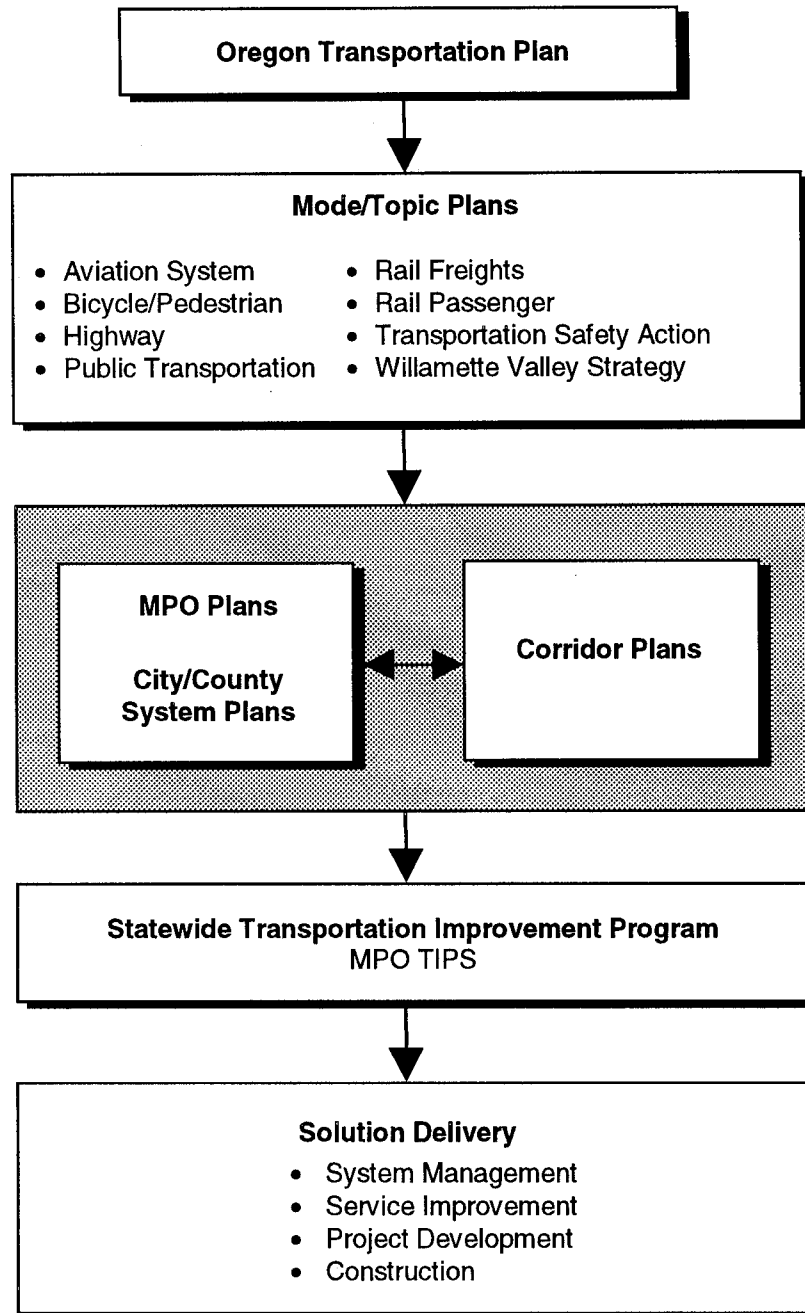 Oregon Transportation Plan
Mode/Topic Plans
• Aviation System
• Bicycle/Pedestrian
• Highway
• Public Transportation
• Rail Freights
• Rail Passenger
• Transportation Safety Action
• Willamette Valley Strategy
MPO Plans
City/County
System Plans
Corridor Plans
Statewide Transportation Improvement Program
MPO TIPS
Solution Delivery
• System Management
• Service Improvement
• Project Development
• Construction